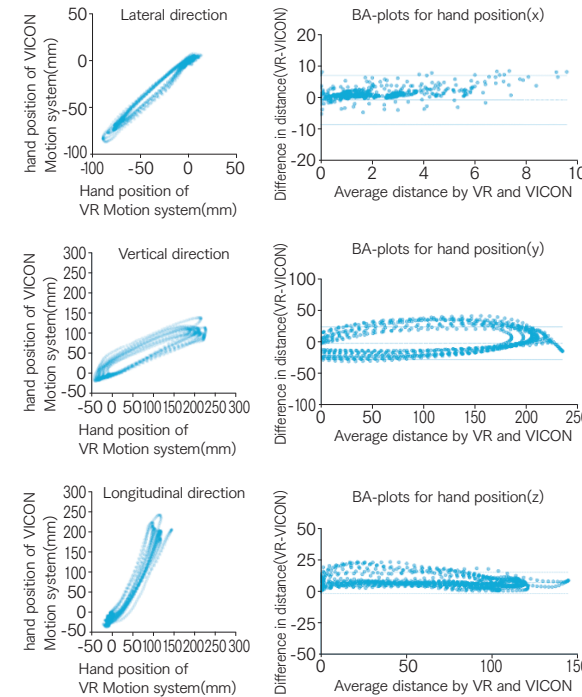 Lateral direction
hand position of VICON
Motion system(mm)
50
0
-50
-100
-100
-50
0
50
Hand position of
VR Motion system(mm)
BA-plots for hand position(x)
Difference in distance(VR-VICON)
20
10
0
-10
-20
0
2
4
6
8
10
Average distance by VR and VICON
Vertical direction
hand position of VICON
Motion system(mm)
300
250
200
150
100
50
0
-50
-50 0 50 100 150 200 250 300
Hand position of
VR Motion system(mm)
BA-plots for hand position(y)
Difference in distance(VR-VICON)
100
50
0
-50
-100
0
50
100
150
200
250
Average distance by VR and VICON
Longitudinal direction
hand position of VICON
Motion system(mm)
300
250
200
150
100
50
0
-50
-50 0 50 100 150 200 250 300
Hand position of
VR Motion system(mm)
BA-plots for hand position(z)
Difference in distance(VR-VICON)
50
25
0
-25
-50
0
50
100
150
Average distance by VR and VICON